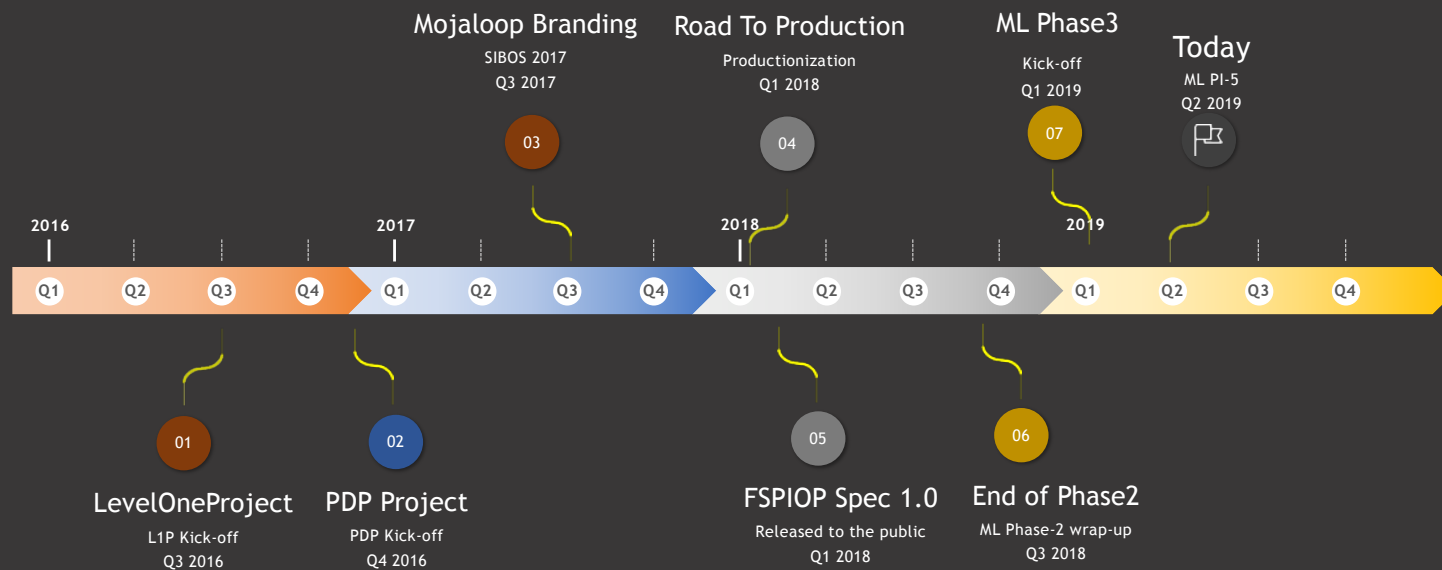 Mojaloop Branding
SIBOS 2017
Q3 2017
03
Road To Production
Productionization
Q1 2018
04
ML Phase3
Kick-off
Q1 2019
07
Today
ML PI-5
Q2 2019
2016
2017
2018
2019
Q1 Q2 Q3 Q4 Q1 Q2 Q3 Q4 Q1 Q2 Q3 Q4 Q1 Q2 Q3 Q4
01
LevelOneProject
L1P Kick-off
Q3 2016
02
PDP Project
PDP Kick-off
Q4 2016
05
FSPIOP Spec 1.0
Released to the public
Q1 2018
06
End of Phase2
ML Phase-2 wrap-up
Q3 2018